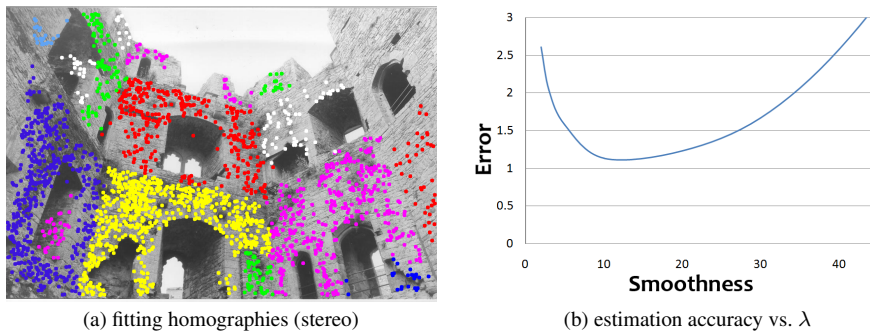 3
2.5
2
1.5
1
0.5
0
Error
0 10 20 30 40
Smoothness
(a) fitting homographies (stereo)
(b) estimation accuracy vs. λ